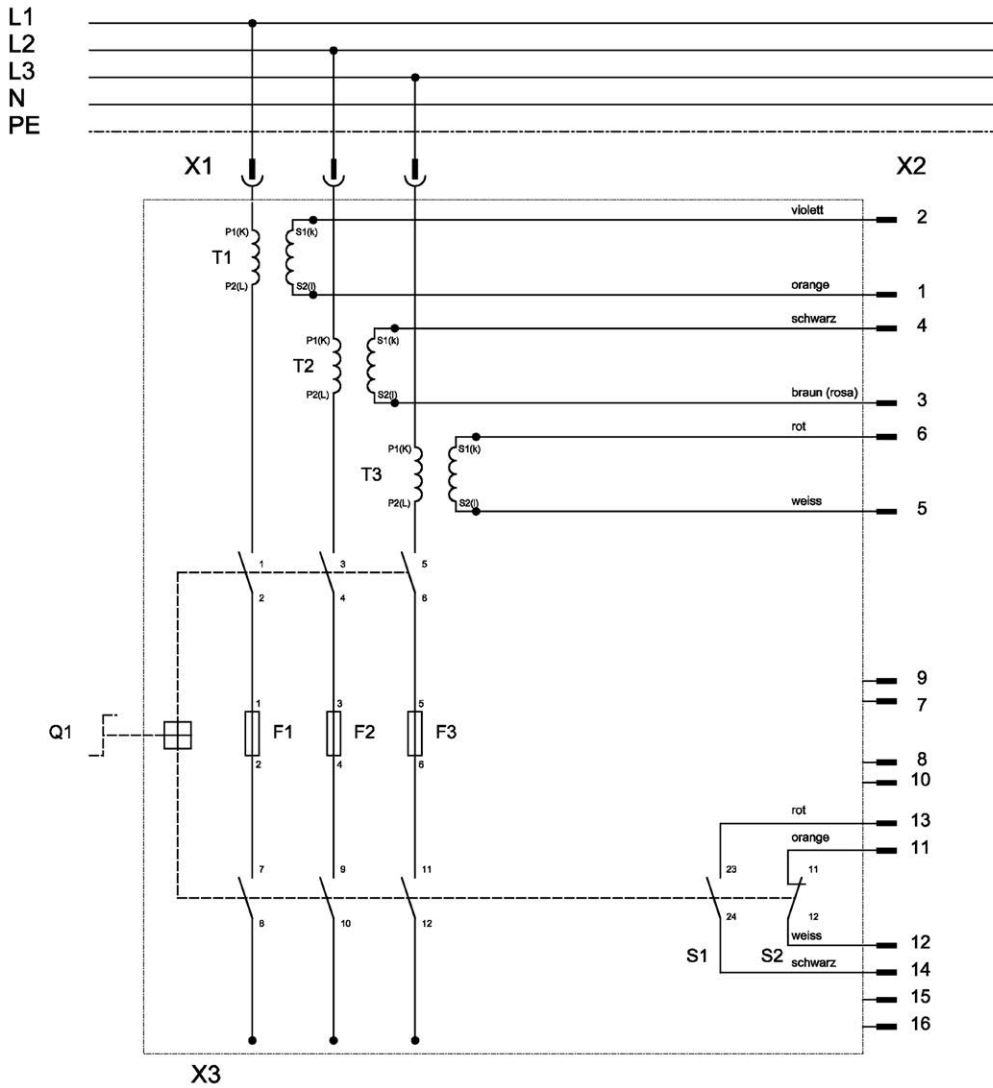 L1
L2
L3
N
PE
X1
X2
violett
2
P1(K)
S1(k)
T1
P2(L)
S2(l)
orange
1
schwarz
4
P1(K)
S1(k)
T2
P2(L)
S2(l)
braun (rosa)
3
rot
6
P1(K)
S1(k)
T3
P2(L)
S2(l)
weiss
5
1
3
5
2
4
6
9
7
1
3
5
Q1
F1
F2
F3
2
4
6
8
10
rot
13
orange
11
7
9
11
23
11
8
10
12
24
12
weiss
12
S1
S2
schwarz
14
15
16
X3